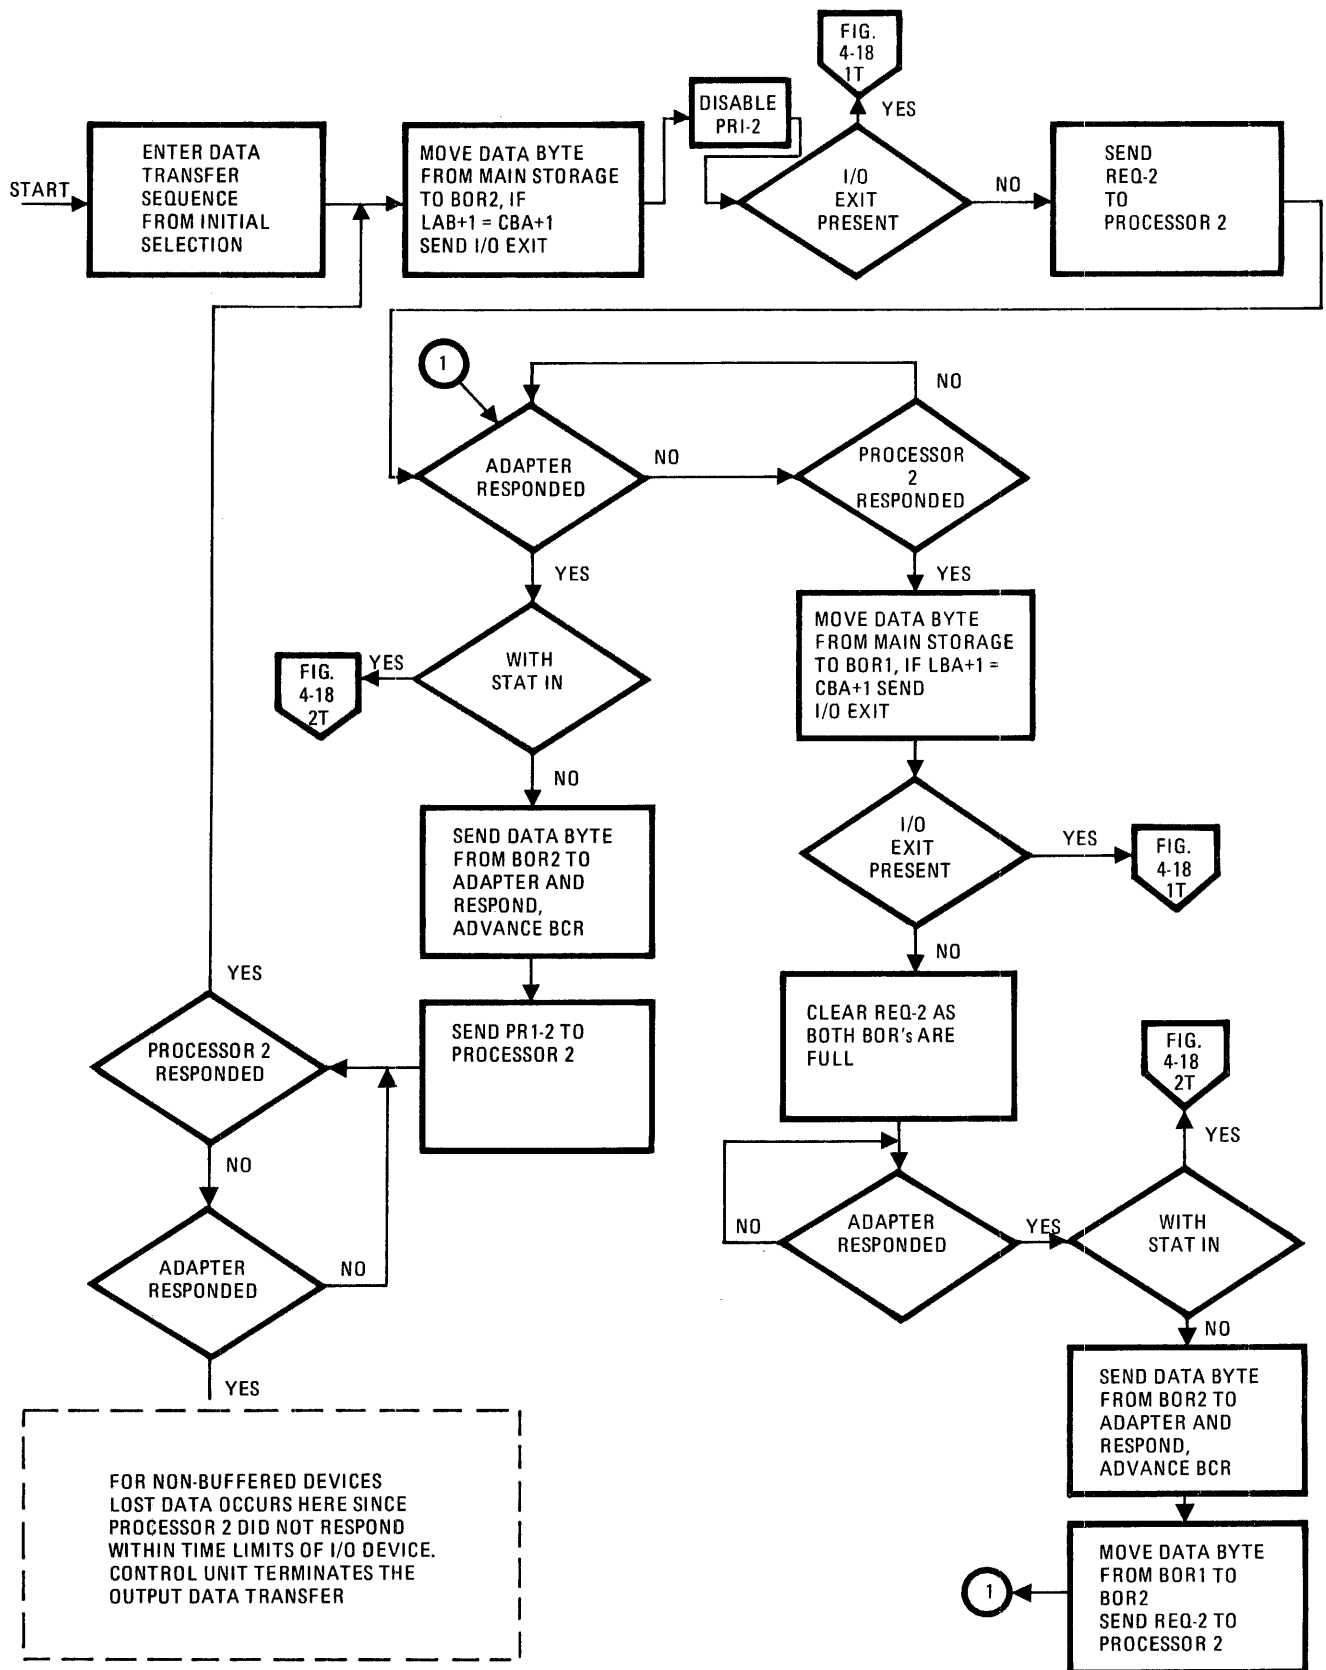 FIG.
4-18
1T
YES
DISABLE
PRI-2
START
ENTER DATA
TRANSFER
SEQUENCE
FROM INITIAL
SELECTION
MOVE DATA BYTE
FROM MAIN STORAGE
TO BOR2, IF
LAB+1 = CBA+1
SEND I/O EXIT
I/O
EXIT
PRESENT
NO
SEND
REQ-2
TO
PROCESSOR 2
1
ADAPTER
RESPONDED
NO
PROCESSOR
2
RESPONDED
NO
YES
YES
WITH
STAT IN
YES
FIG.
4-18
2T
NO
MOVE DATA BYTE
FROM MAIN STORAGE
TO BOR1, IF LBA+1 =
CBA+1 SEND
I/O EXIT
I/O
EXIT
PRESENT
YES
FIG.
4-18
1T
NO
SEND DATA BYTE
FROM BOR2 TO
ADAPTER AND
RESPOND,
ADVANCE BCR
SEND PR1-2 TO
PROCESSOR 2
YES
PROCESSOR 2
RESPONDED
NO
ADAPTER
RESPONDED
NO
YES
FOR NON-BUFFERED DEVICES
LOST DATA OCCURS HERE SINCE
PROCESSOR 2 DID NOT RESPOND
WITHIN TIME LIMITS OF I/O DEVICE.
CONTROL UNIT TERMINATES THE
OUTPUT DATA TRANSFER
CLEAR REQ-2 AS
BOTH BOR's ARE
FULL
NO
ADAPTER
RESPONDED
YES
WITH
STAT IN
YES
FIG.
4-18
2T
NO
SEND DATA BYTE
FROM BOR2 TO
ADAPTER AND
RESPOND,
ADVANCE BCR
MOVE DATA BYTE
FROM BOR1 TO
BOR2
SEND REQ-2 TO
PROCESSOR 2
1